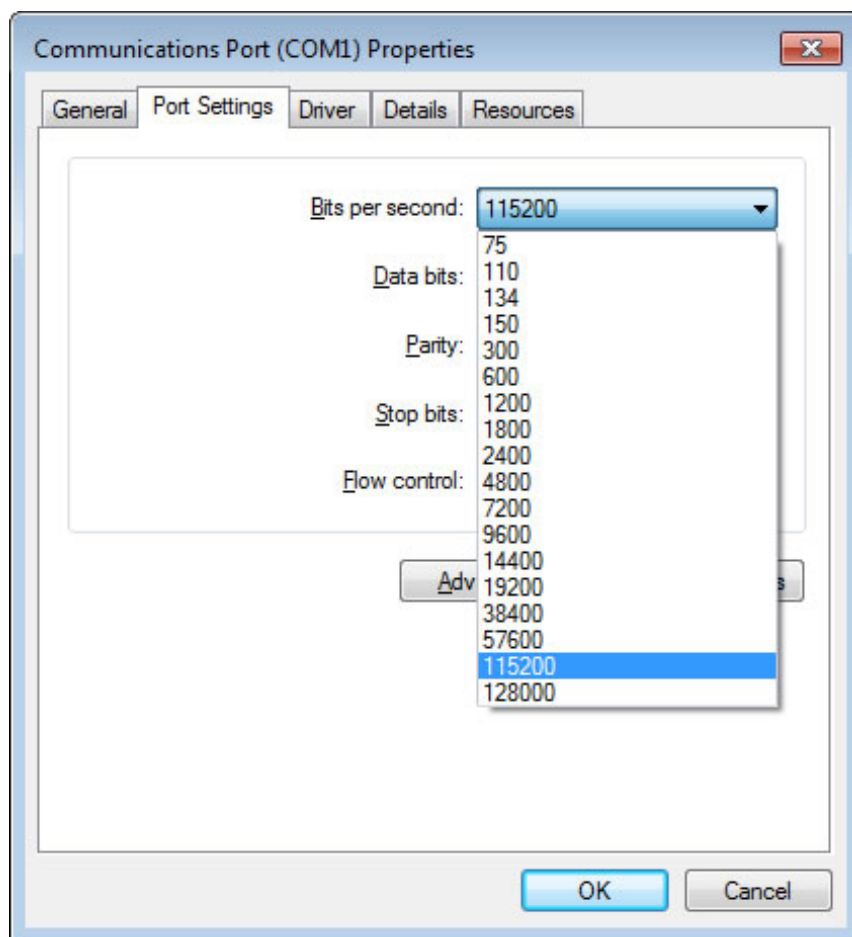 Communications Port (COM1) Properties
General Port Settings Driver Details Resources
Bits per second: 115200
75
Data bits: 110
134
150
Parity: 300
600
1200
Stop bits: 1800
2400
Flow control: 4800
7200
9600
14400
19200
38400
57600
115200
128000
OK Cancel